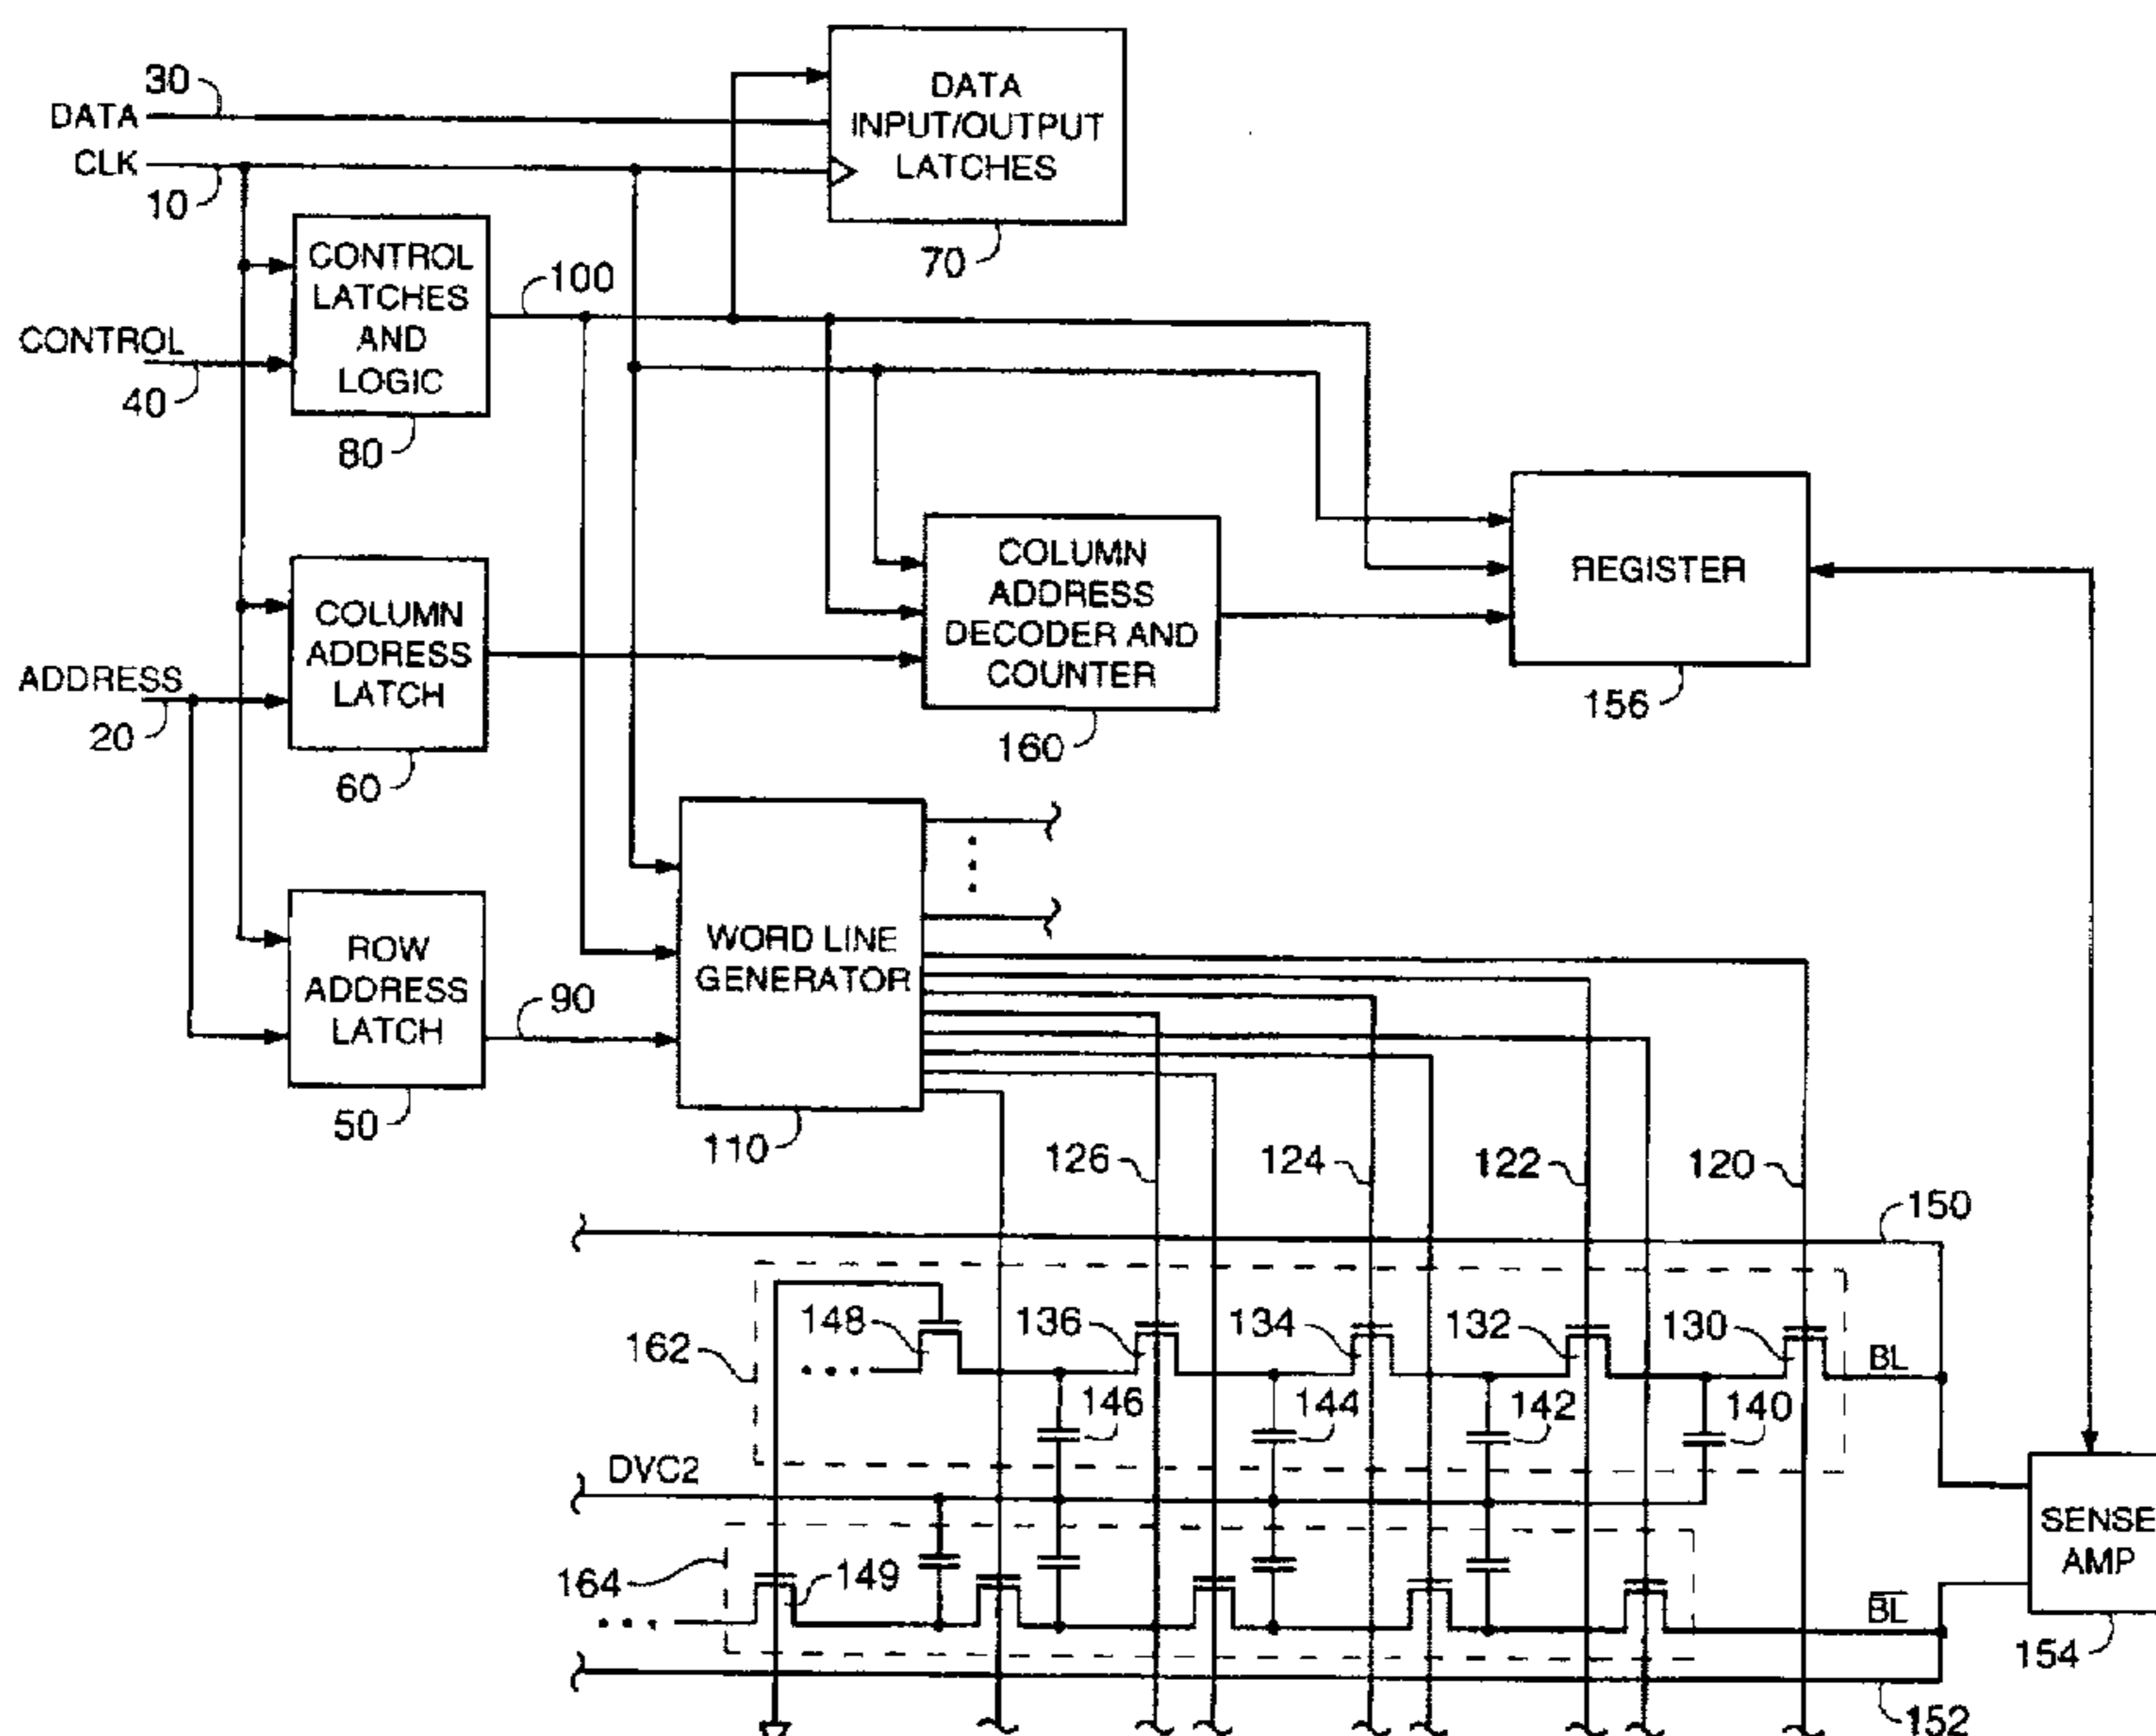 30
DATA
CLK
10
DATA
INPUT/OUTPUT
LATCHES
70
CONTROL
LATCHES
AND
LOGIC
100
CONTROL
40
80
COLUMN
ADDRESS
LATCH
ADDRESS
20
60
COLUMN
ADDRESS
DECODER AND
COUNTER
160
REGISTER
156
ROW
ADDRESS
LATCH
90
50
WORD LINE
GENERATOR
110
126
124
122
120
150
162
148
136
134
132
130
BL
146
144
142
140
DVC2
164
149
B̅L̅
SENSE
AMP
154
152